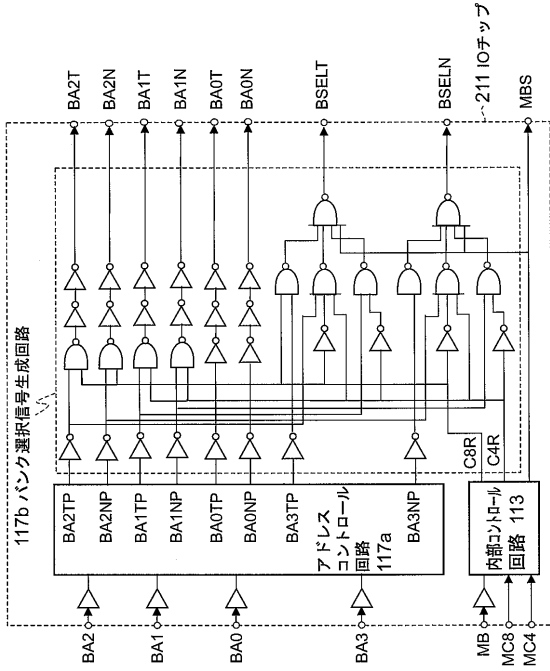 117b バンク選択信号生成回路
BA2T
BA2N
BA1T
BA1N
BA0T
BA0N
BSELT
BSELN
211 IOチップ
MBS
BA2TP
BA2NP
BA1TP
BA1NP
BA0TP
BA0NP
BA3TP
BA3NP
アドレス
コントロール
回路
117a
C8R
C4R
内部コントロール
回路 113
BA2
BA1
BA0
BA3
MB
MC8
MC4